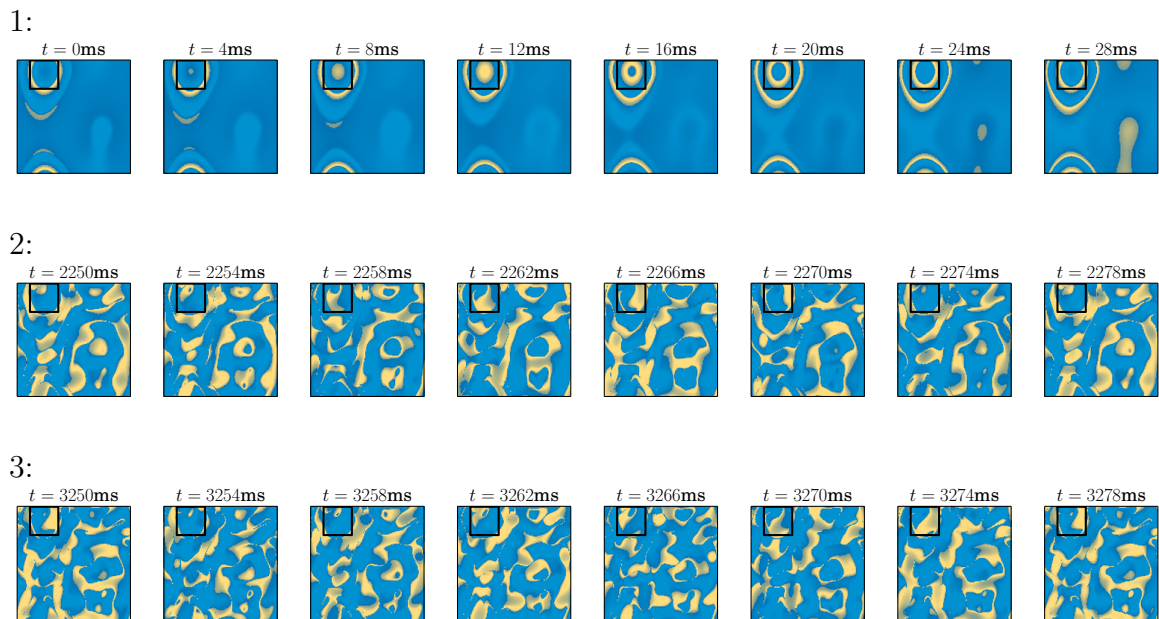 1:
t = 0ms t = 4ms t = 8ms t = 12ms t = 16ms t = 20ms t = 24ms t = 28ms
2:
t = 2250ms t = 2254ms t = 2258ms t = 2262ms t = 2266ms t = 2270ms t = 2274ms t = 2278ms
3:
t = 3250ms t = 3254ms t = 3258ms t = 3262ms t = 3266ms t = 3270ms t = 3274ms t = 3278ms